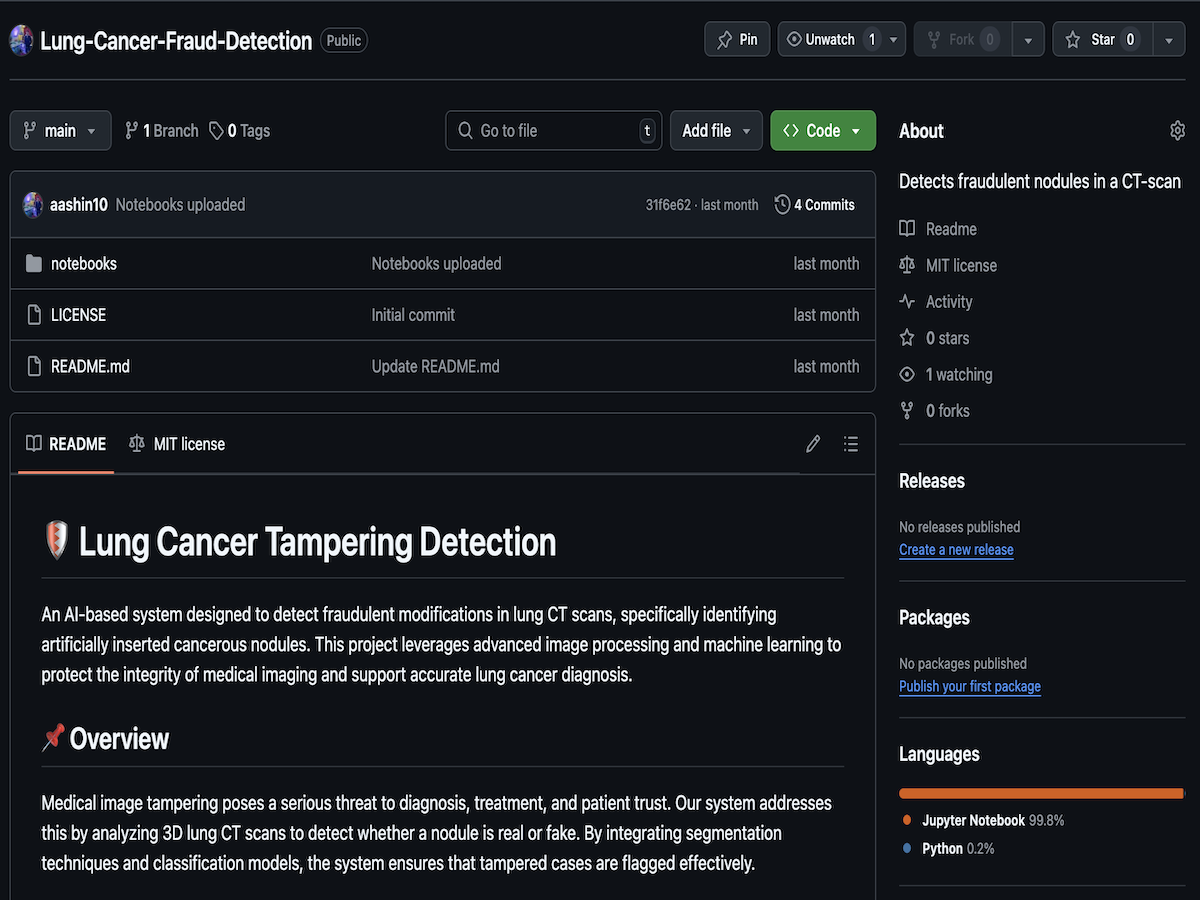 Lung-Cancer-Fraud-Detection Public Pin Unwatch 1 Fork 0 Star 0
main 1 Branch 0 Tags Go to file t Add file Code
aashin10 Notebooks uploaded 31f6e62 · last month 4 Commits
notebooks Notebooks uploaded last month
LICENSE Initial commit last month
README.md Update README.md last month
README MIT license
Lung Cancer Tampering Detection
An AI-based system designed to detect fraudulent modifications in lung CT scans, specifically identifying
artificially inserted cancerous nodules. This project leverages advanced image processing and machine learning to
protect the integrity of medical imaging and support accurate lung cancer diagnosis.
Overview
Medical image tampering poses a serious threat to diagnosis, treatment, and patient trust. Our system addresses
this by analyzing 3D lung CT scans to detect whether a nodule is real or fake. By integrating segmentation
techniques and classification models, the system ensures that tampered cases are flagged effectively.
About
Detects fraudulent nodules in a CT-scan
Readme
MIT license
Activity
0 stars
1 watching
0 forks
Releases
No releases published
Create a new release
Packages
No packages published
Publish your first package
Languages
Jupyter Notebook 99.8%
Python 0.2%